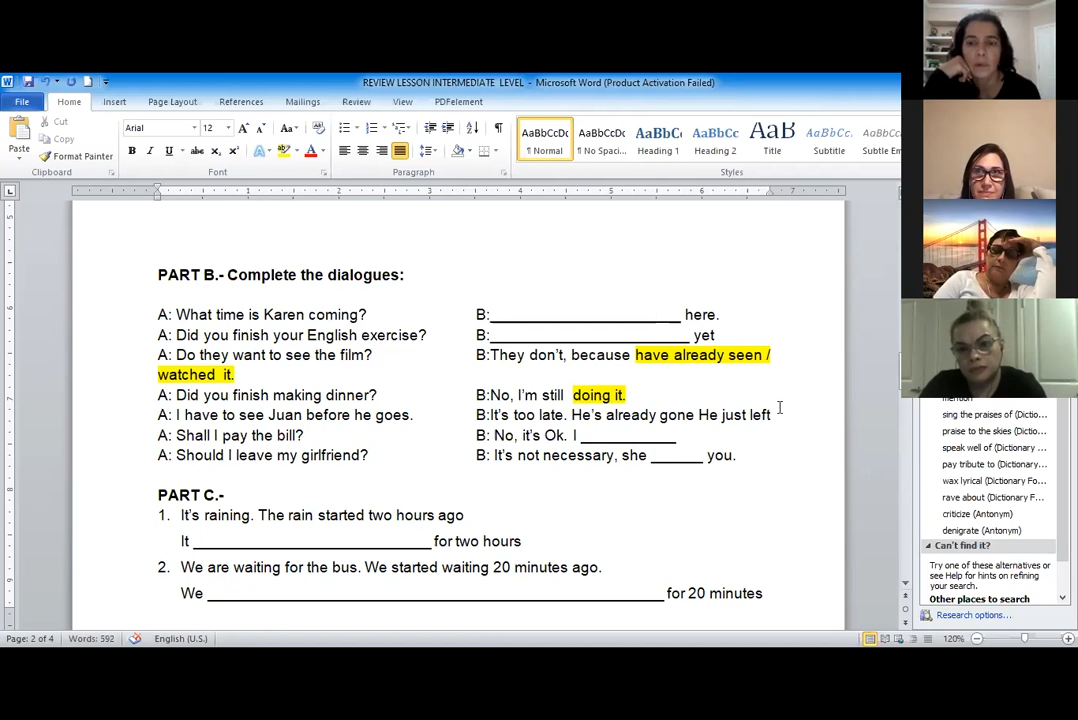 REVIEW LESSON INTERMEDIATE LEVEL - Microsoft Word (Product Activation Failed)
File Home Insert Page Layout References Mailings Review View PDFelement
Cut
Copy
Format Painter
Paste
Arial 12
AaBbCcDc AaBbCcDc AaBbCc AaBbCc AaB AaBbCc. AaBbCcDc
¶ Normal ¶ No Spaci... Heading 1 Heading 2 Title Subtitle Subtle Em
Clipboard Font Paragraph Styles
PART B.- Complete the dialogues:
A: What time is Karen coming? B:____________________ here.
A: Did you finish your English exercise? B:____________________ yet
A: Do they want to see the film? B:They don't, because have already seen /
watched it.
A: Did you finish making dinner? B:No, I'm still doing it.
A: I have to see Juan before he goes. B:It's too late. He's already gone He just left
A: Shall I pay the bill? B: No, it's Ok. I __________
A: Should I leave my girlfriend? B: It's not necessary, she ______ you.
PART C.-
1. It's raining. The rain started two hours ago
It _________________________ for two hours
2. We are waiting for the bus. We started waiting 20 minutes ago.
We ________________________________________________ for 20 minutes
mention
sing the praises of (Dictio...
praise to the skies (Diction...
speak well of (Dictionary ...
pay tribute to (Dictionary ...
wax lyrical (Dictionary Fo...
rave about (Dictionary F...
criticize (Antonym)
denigrate (Antonym)
Can't find it?
Try one of these alternatives or
see Help for hints on refining
your search.
Other places to search
Research options...
Page: 2 of 4 Words: 592 English (U.S.) 120%